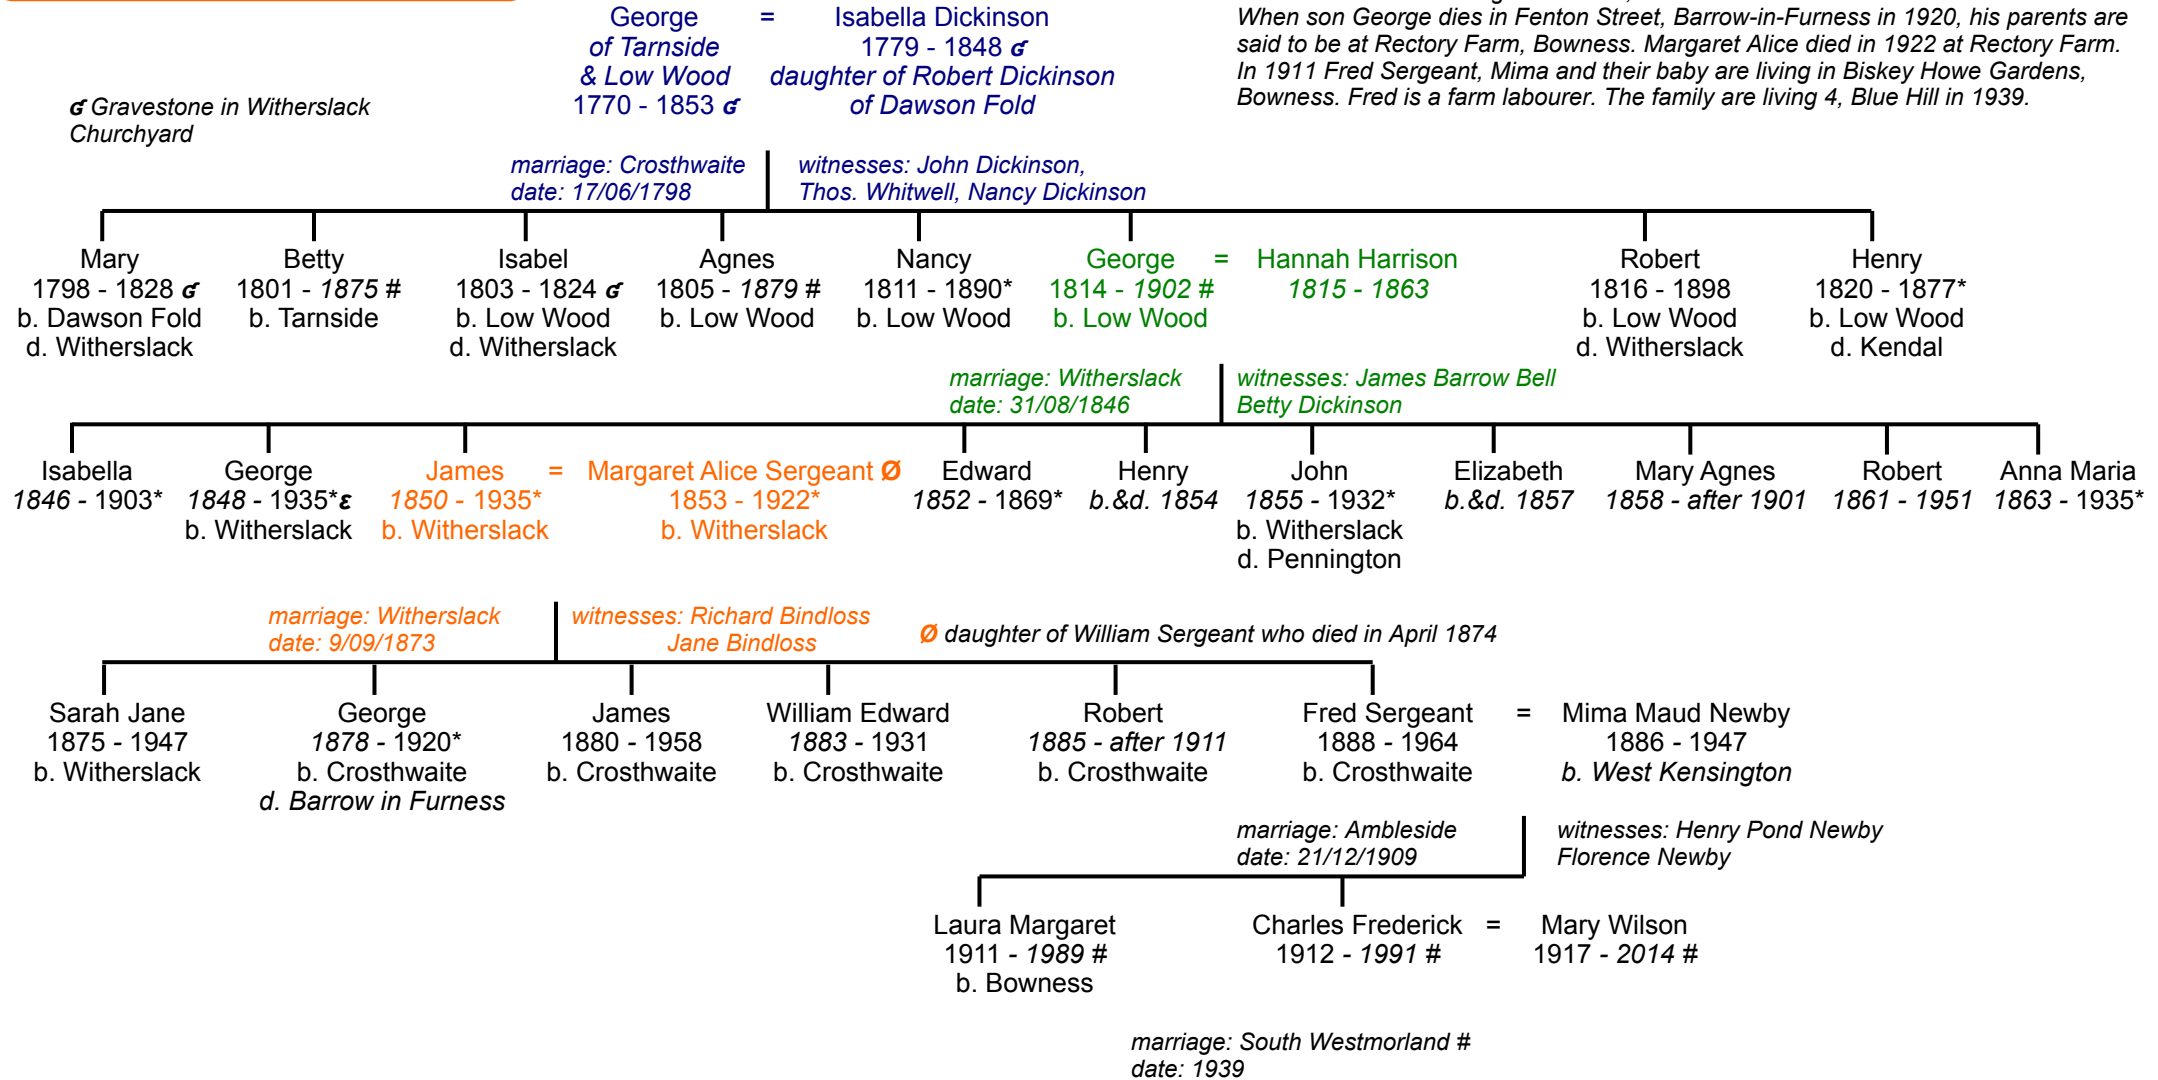 George = Isabella Dickinson
of Tarnside 1779 - 1848 ɠ
& Low Wood daughter of Robert Dickinson
1770 - 1853 ɠ of Dawson Fold
When son George dies in Fenton Street, Barrow-in-Furness in 1920, his parents are
said to be at Rectory Farm, Bowness. Margaret Alice died in 1922 at Rectory Farm.
In 1911 Fred Sergeant, Mima and their baby are living in Biskey Howe Gardens,
Bowness. Fred is a farm labourer. The family are living 4, Blue Hill in 1939.
ɠ Gravestone in Witherslack
Churchyard
marriage: Crosthwaite
date: 17/06/1798
witnesses: John Dickinson,
Thos. Whitwell, Nancy Dickinson
Mary
1798 - 1828 ɠ
b. Dawson Fold
d. Witherslack
Betty
1801 - 1875 #
b. Tarnside
Isabel
1803 - 1824 ɠ
b. Low Wood
d. Witherslack
Agnes
1805 - 1879 #
b. Low Wood
Nancy
1811 - 1890*
b. Low Wood
George = Hannah Harrison
1814 - 1902 # 1815 - 1863
b. Low Wood
Robert
1816 - 1898
b. Low Wood
d. Witherslack
Henry
1820 - 1877*
b. Low Wood
d. Kendal
marriage: Witherslack
date: 31/08/1846
witnesses: James Barrow Bell
Betty Dickinson
Isabella
1846 - 1903*
George
1848 - 1935*ε
b. Witherslack
James = Margaret Alice Sergeant Ø
1850 - 1935* 1853 - 1922*
b. Witherslack b. Witherslack
Edward
1852 - 1869*
Henry
b.&d. 1854
John
1855 - 1932*
b. Witherslack
d. Pennington
Elizabeth
b.&d. 1857
Mary Agnes
1858 - after 1901
Robert
1861 - 1951
Anna Maria
1863 - 1935*
marriage: Witherslack
date: 9/09/1873
witnesses: Richard Bindloss
Jane Bindloss
Ø daughter of William Sergeant who died in April 1874
Sarah Jane
1875 - 1947
b. Witherslack
George
1878 - 1920*
b. Crosthwaite
d. Barrow in Furness
James
1880 - 1958
b. Crosthwaite
William Edward
1883 - 1931
b. Crosthwaite
Robert
1885 - after 1911
b. Crosthwaite
Fred Sergeant = Mima Maud Newby
1888 - 1964 1886 - 1947
b. Crosthwaite b. West Kensington
marriage: Ambleside
date: 21/12/1909
witnesses: Henry Pond Newby
Florence Newby
Laura Margaret
1911 - 1989 #
b. Bowness
Charles Frederick = Mary Wilson
1912 - 1991 # 1917 - 2014 #
marriage: South Westmorland #
date: 1939